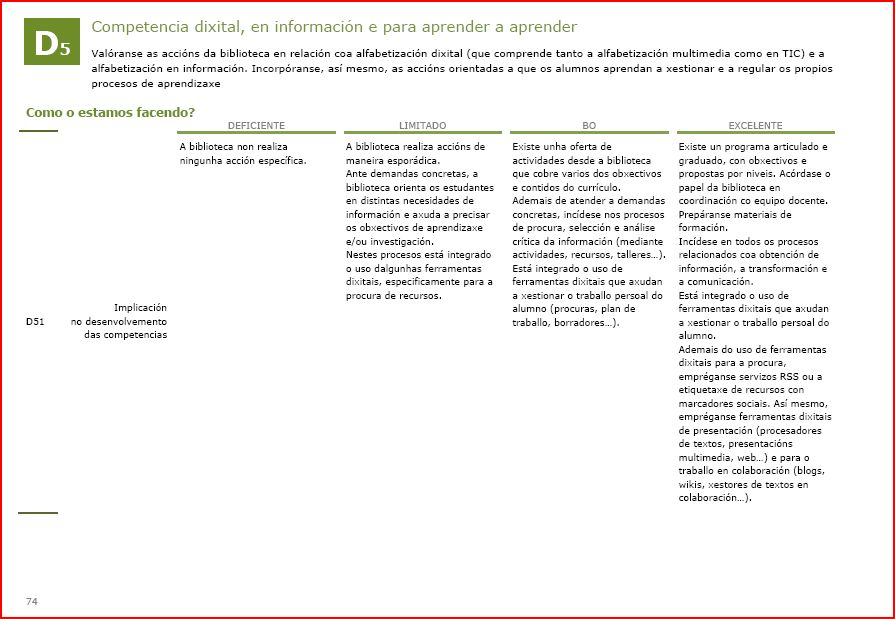 D5
Competencia dixital, en información e para aprender a aprender
Valóranse as accións da biblioteca en relación coa alfabetización dixital (que comprende tanto a alfabetización multimedia como en TIC) e a
alfabetización en información. Incorpóranse, así mesmo, as accións orientadas a que os alumnos aprendan a xestionar e a regular os propios
procesos de aprendizaxe
Como o estamos facendo?
DEFICIENTE
LIMITADO
BO
EXCELENTE
D51
Implicación
no desenvolvemento
das competencias
A biblioteca non realiza
ningunha acción específica.
A biblioteca realiza accións de
maneira esporádica.
Ante demandas concretas, a
biblioteca orienta os estudantes
en distintas necesidades de
información e axuda a precisar
os obxectivos de aprendizaxe
e/ou investigación.
Nestes procesos está integrado
o uso dalgunhas ferramentas
dixitais, especificamente para a
procura de recursos.
Existe unha oferta de
actividades desde a biblioteca
que cobre varios dos obxectivos
e contidos do currículo.
Ademais de atender a demandas
concretas, incídese nos procesos
de procura, selección e análise
crítica da información (mediante
actividades, recursos, talleres…).
Está integrado o uso de
ferramentas dixitais que axudan
a xestionar o traballo persoal do
alumno (procuras, plan de
traballo, borradores…).
Existe un programa articulado e
graduado, con obxectivos e
propostas por niveis. Acórdase o
papel da biblioteca en
coordinación co equipo docente.
Prepáranse materiais de
formación.
Incídese en todos os procesos
relacionados coa obtención de
información, a transformación e
a comunicación.
Está integrado o uso de
ferramentas dixitais que axudan
a xestionar o traballo persoal do
alumno.
Ademais do uso de ferramentas
dixitais para a procura,
empréganse servizos RSS ou a
etiquetaxe de recursos con
marcadores sociais. Así mesmo,
empréganse ferramentas dixitais
de presentación (procesadores
de textos, presentacións
multimedia, web…) e para o
traballo en colaboración (blogs,
wikis, xestores de textos en
colaboración…).
74